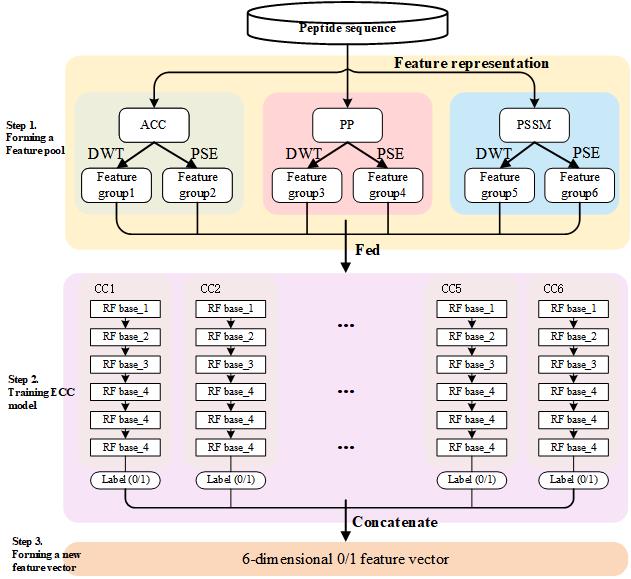 Peptide sequence
Feature representation
Step 1.
Forming a
Feature pool
ACC
PP
PSSM
DWT
PSE
DWT
PSE
DWT
PSE
Feature
group1
Feature
group2
Feature
group3
Feature
group4
Feature
group5
Feature
group6
Fed
Step 2.
Training ECC
model
CC1
RF base_1
RF base_2
RF base_3
RF base_4
RF base_4
RF base_4
Label (0/1)
CC2
RF base_1
RF base_2
RF base_3
RF base_4
RF base_4
RF base_4
Label (0/1)
...
...
...
CC5
RF base_1
RF base_2
RF base_3
RF base_4
RF base_4
RF base_4
Label (0/1)
CC6
RF base_1
RF base_2
RF base_3
RF base_4
RF base_4
RF base_4
Label (0/1)
Concatenate
Step 3.
Forming a new
feature vector
6-dimensional 0/1 feature vector